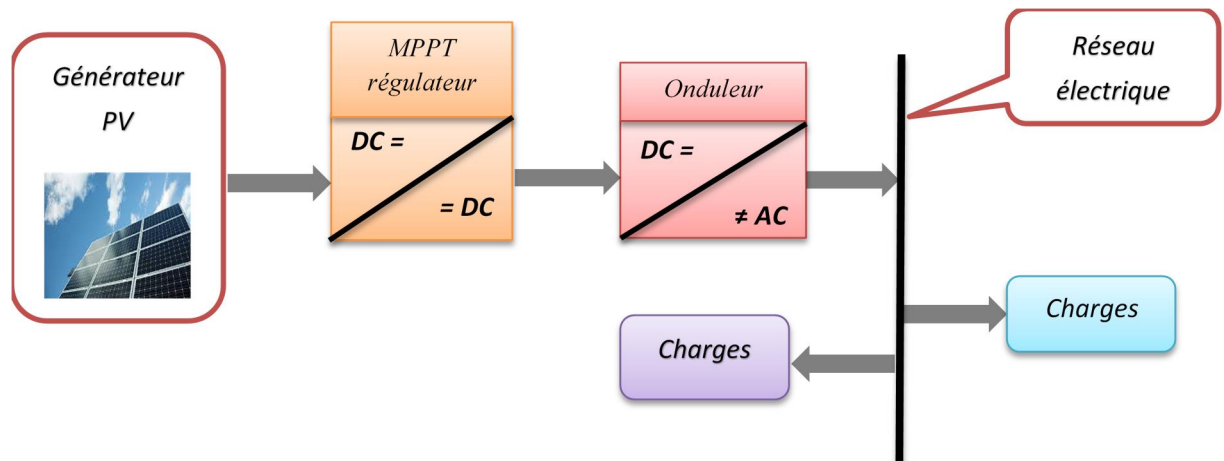 Générateur
PV
MPPT
régulateur
DC =
= DC
Onduleur
DC =
≠ AC
Réseau
électrique
Charges
Charges